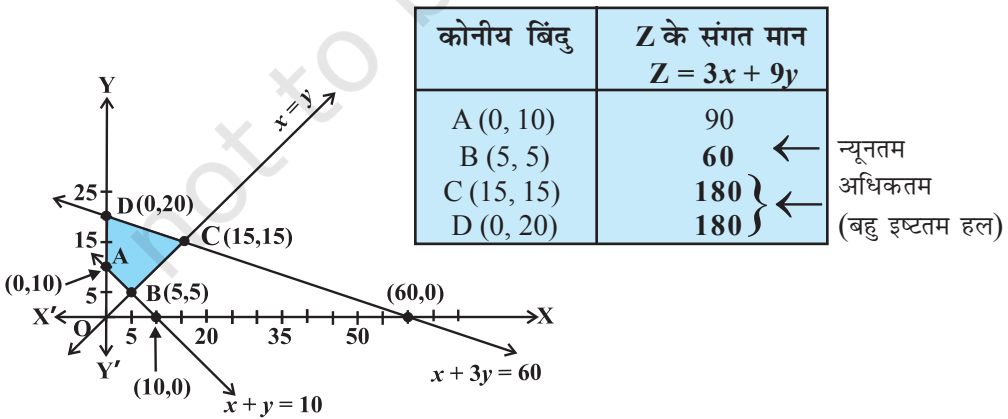 कोनीय बिंदु
Z के संगत मान
Z = 3x + 9y
A (0, 10)
90
B (5, 5)
60
न्यूनतम
C (15, 15)
180
अधिकतम
D (0, 20)
180
(बहु इष्टतम हल)
not to b
Y
x = y
25
D (0,20)
15
C (15,15)
A
(0,10)
5
B (5,5)
(60,0)
X′
O
5
20
35
50
X
Y′
(10,0)
x + y = 10
x + 3y = 60